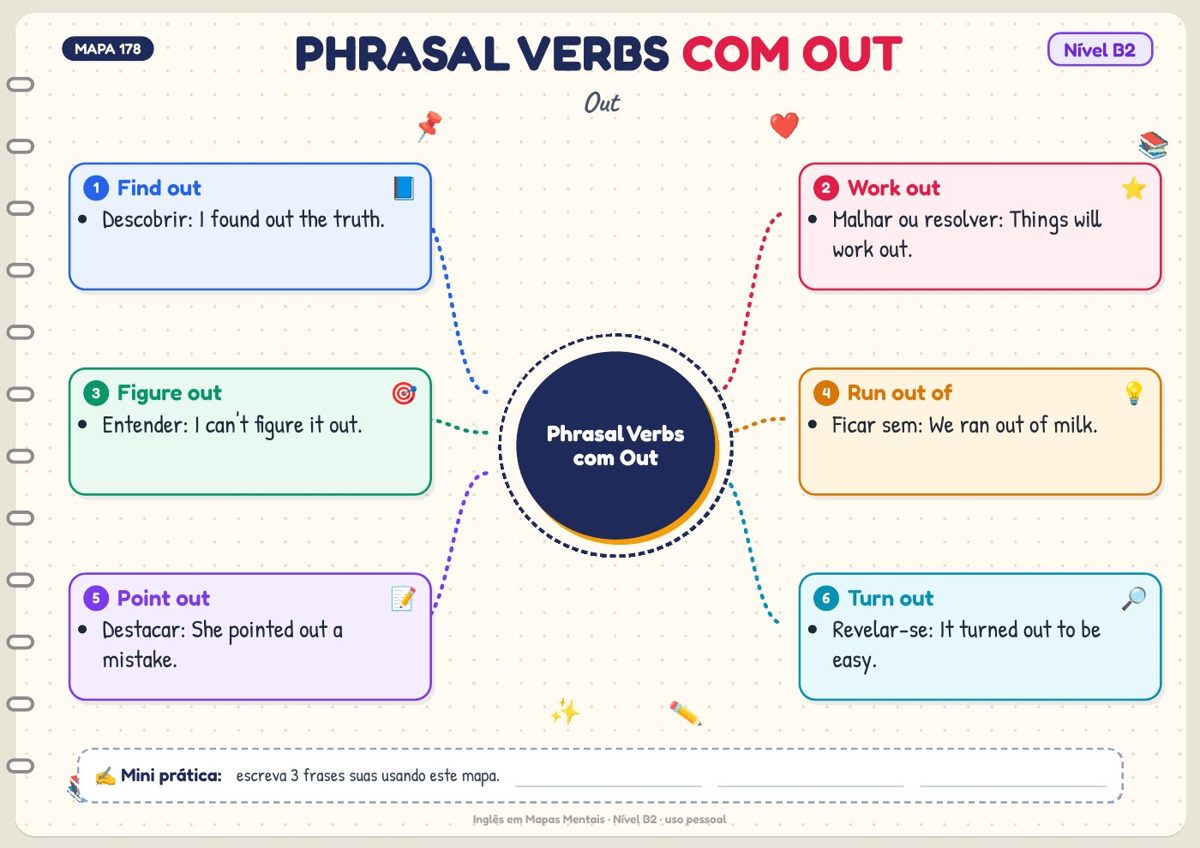 MAPA 178
PHRASAL VERBS COM OUT
Nível B2
Out
1 Find out
• Descobrir: I found out the truth.
2 Work out
• Malhar ou resolver: Things will
work out.
3 Figure out
• Entender: I can't figure it out.
4 Run out of
• Ficar sem: We ran out of milk.
Phrasal Verbs
com Out
5 Point out
• Destacar: She pointed out a
mistake.
6 Turn out
• Revelar-se: It turned out to be
easy.
Mini prática: escreva 3 frases suas usando este mapa.
Inglês em Mapas Mentais · Nível B2 · uso pessoal